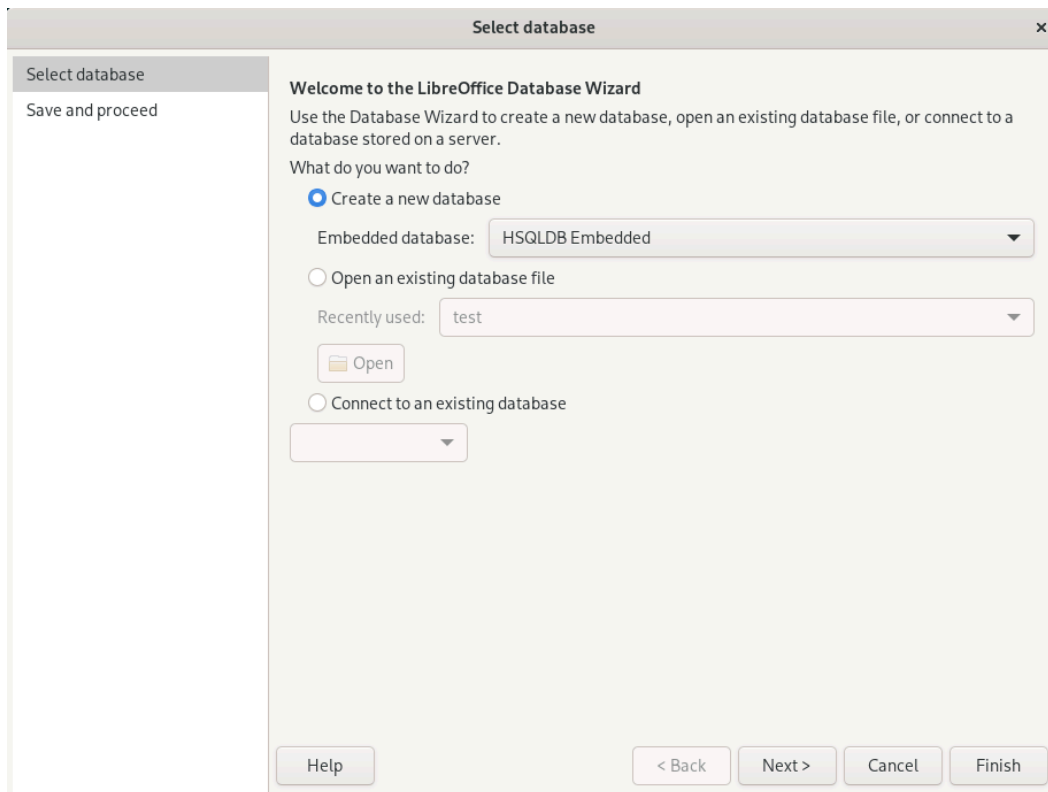 Select database
Select database
Save and proceed
Welcome to the LibreOffice Database Wizard
Use the Database Wizard to create a new database, open an existing database file, or connect to a
database stored on a server.
What do you want to do?
Create a new database
Embedded database: HSQLDB Embedded
Open an existing database file
Recently used: test
Open
Connect to an existing database
Help < Back Next > Cancel Finish